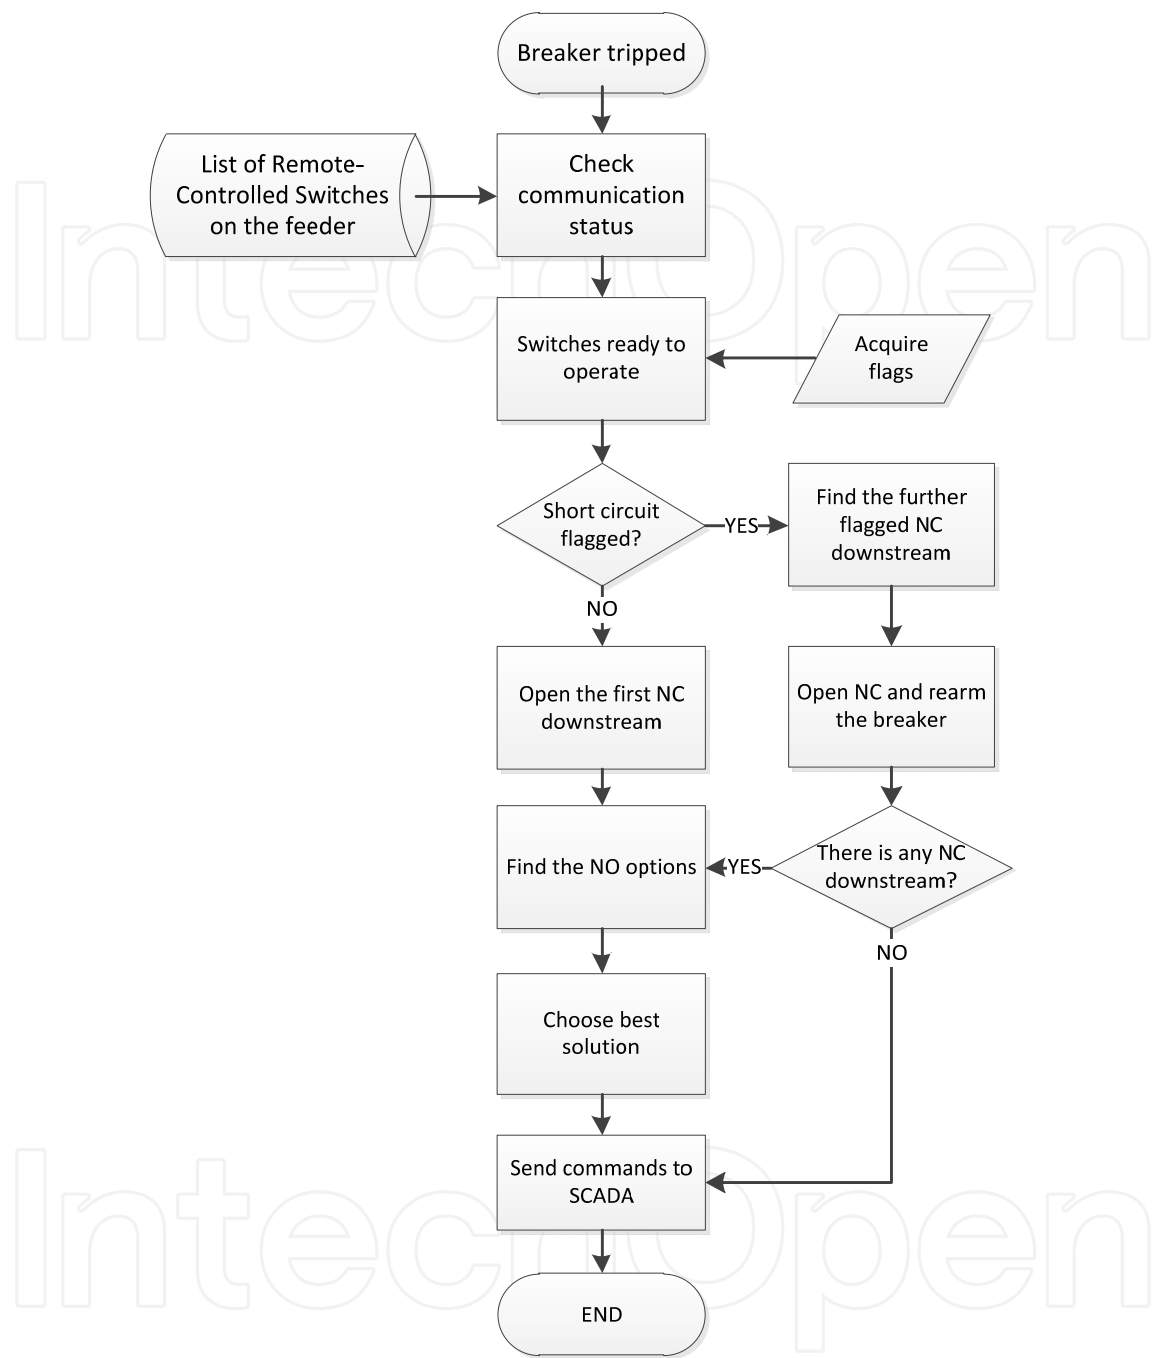 Breaker tripped
List of Remote-
Controlled Switches
on the feeder
Check
communication
status
Switches ready to
operate
Acquire
flags
Short circuit
flagged?
YES
Find the further
flagged NC
downstream
NO
Open the first NC
downstream
Open NC and rearm
the breaker
Find the NO options
YES
There is any NC
downstream?
NO
Choose best
solution
Send commands to
SCADA
END
IntechOpen
IntechOpen